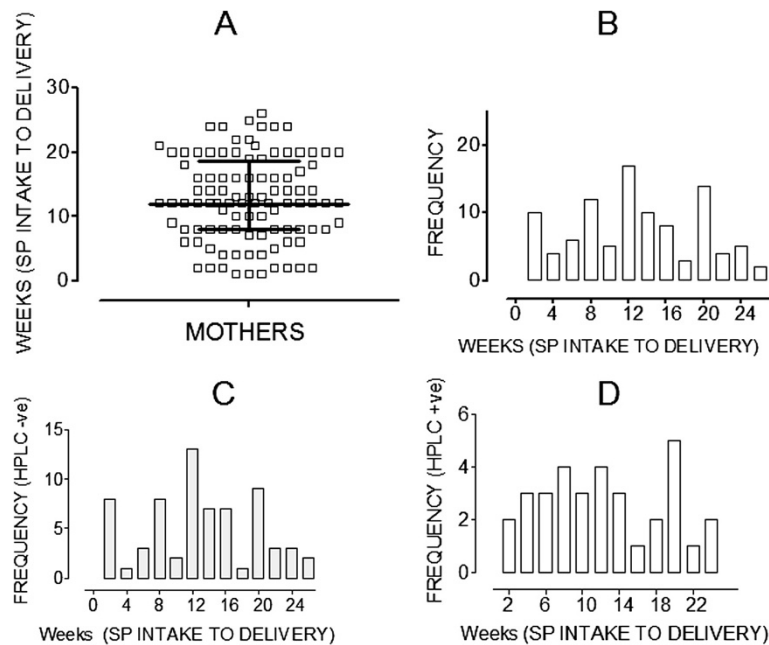 A
WEEKS (SP INTAKE TO DELIVERY)
30
20
10
0
MOTHERS
B
FREQUENCY
20
10
0
0 4 8 12 16 20 24
WEEKS (SP INTAKE TO DELIVERY)
C
FREQUENCY (HPLC -ve)
15
10
5
0
0 4 8 12 16 20 24
Weeks (SP INTAKE TO DELIVERY)
D
FREQUENCY (HPLC +ve)
6
4
2
0
2 6 10 14 18 22
Weeks (SP INTAKE TO DELIVERY)